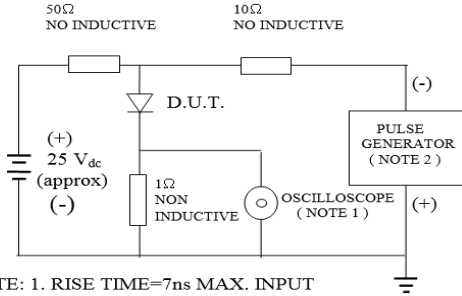 50Ω
NO INDUCTIVE
10Ω
NO INDUCTIVE
D.U.T.
(+)
25 Vdc
(approx)
(-)
1Ω
NON
INDUCTIVE
OSCILLOSCOPE
( NOTE 1 )
(-)
PULSE
GENERATOR
( NOTE 2 )
(+)
TE: 1. RISE TIME=7ns MAX. INPUT